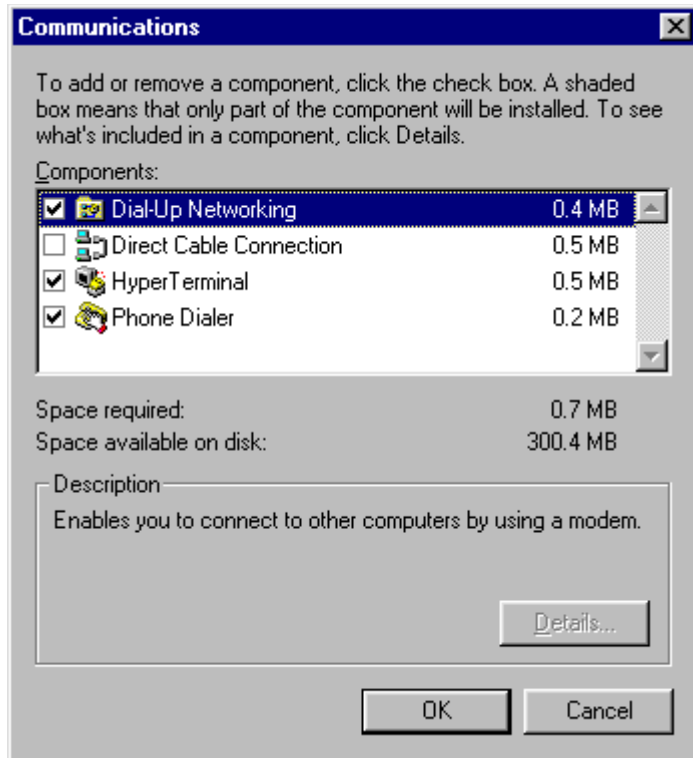 Communications
To add or remove a component, click the check box. A shaded
box means that only part of the component will be installed. To see
what's included in a component, click Details.
Components:
Dial-Up Networking 0.4 MB
Direct Cable Connection 0.5 MB
HyperTerminal 0.5 MB
Phone Dialer 0.2 MB
Space required: 0.7 MB
Space available on disk: 300.4 MB
Description
Enables you to connect to other computers by using a modem.
Details...
OK Cancel